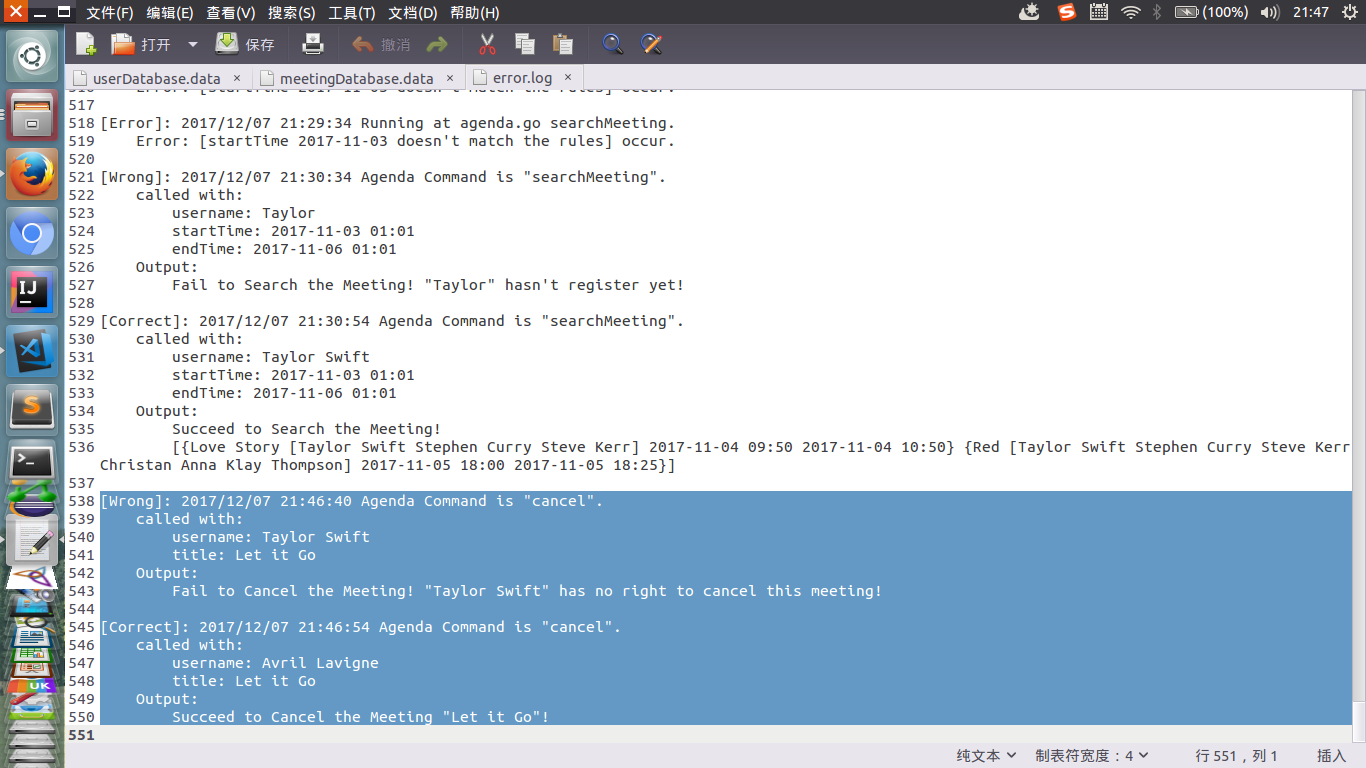 文件(F) 编辑(E) 查看(V) 搜索(S) 工具(T) 文档(D) 帮助(H) (100%) 21:47
打开 保存 撤消
userDatabase.data × meetingDatabase.data × error.log ×
516 Error: [startTime 2017-11-03 doesn't match the rules] occur.
517
518 [Error]: 2017/12/07 21:29:34 Running at agenda.go searchMeeting.
519 Error: [startTime 2017-11-03 doesn't match the rules] occur.
520
521 [Wrong]: 2017/12/07 21:30:34 Agenda Command is "searchMeeting".
522 called with:
523 username: Taylor
524 startTime: 2017-11-03 01:01
525 endTime: 2017-11-06 01:01
526 Output:
527 Fail to Search the Meeting! "Taylor" hasn't register yet!
528
529 [Correct]: 2017/12/07 21:30:54 Agenda Command is "searchMeeting".
530 called with:
531 username: Taylor Swift
532 startTime: 2017-11-03 01:01
533 endTime: 2017-11-06 01:01
534 Output:
535 Succeed to Search the Meeting!
536 [{Love Story [Taylor Swift Stephen Curry Steve Kerr] 2017-11-04 09:50 2017-11-04 10:50} {Red [Taylor Swift Stephen Curry Steve Kerr
Christan Anna Klay Thompson] 2017-11-05 18:00 2017-11-05 18:25}]
537
538 [Wrong]: 2017/12/07 21:46:40 Agenda Command is "cancel".
539 called with:
540 username: Taylor Swift
541 title: Let it Go
542 Output:
543 Fail to Cancel the Meeting! "Taylor Swift" has no right to cancel this meeting!
544
545 [Correct]: 2017/12/07 21:46:54 Agenda Command is "cancel".
546 called with:
547 username: Avril Lavigne
548 title: Let it Go
549 Output:
550 Succeed to Cancel the Meeting "Let it Go"!
551
纯文本 制表符宽度：4 行 551，列 1 插入
IJ
S
>_
UK